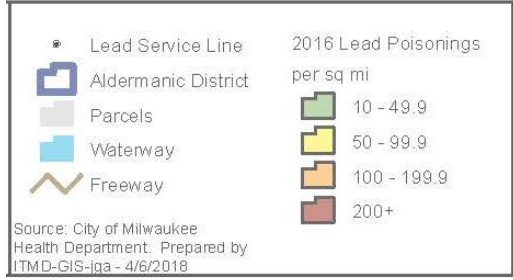 Lead Service Line
Aldermanic District
Parcels
Waterway
Freeway
Source: City of Milwaukee
Health Department. Prepared by
ITMD-GIS-jga - 4/6/2018
2016 Lead Poisonings
per sq mi
10 - 49.9
50 - 99.9
100 - 199.9
200+